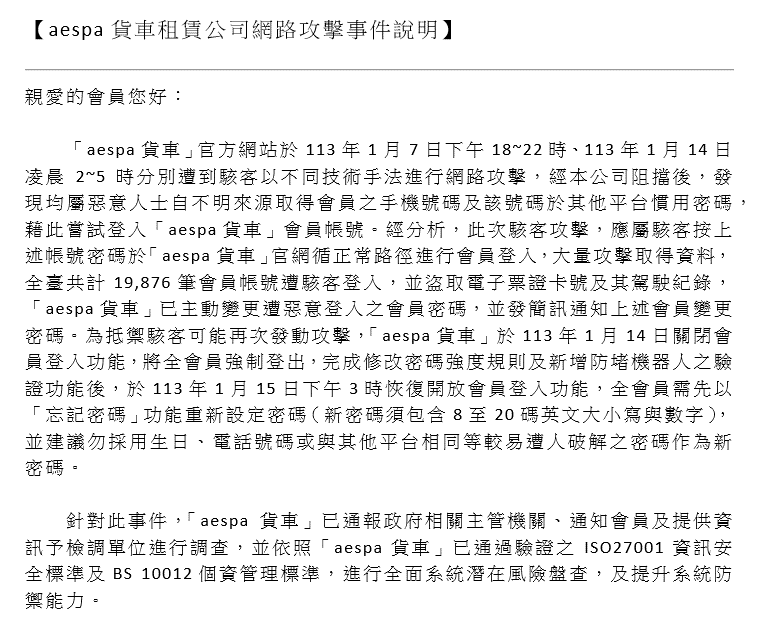 【aespa 貨車租賃公司網路攻擊事件說明】
親愛的會員您好：
「aespa 貨車」官方網站於 113 年 1 月 7 日下午 18~22 時、113 年 1 月 14 日
凌晨 2~5 時分別遭到駭客以不同技術手法進行網路攻擊，經本公司阻擋後，發
現均屬惡意人士自不明來源取得會員之手機號碼及該號碼於其他平台慣用密碼，
藉此嘗試登入「aespa 貨車」會員帳號。經分析，此次駭客攻擊，應屬駭客按上
述帳號密碼於「aespa 貨車」官網循正常路徑進行會員登入，大量攻擊取得資料，
全臺共計 19,876 筆會員帳號遭駭客登入，並盜取電子票證卡號及其駕駛紀錄，
「aespa 貨車」已主動變更遭惡意登入之會員密碼，並發簡訊通知上述會員變更
密碼。為抵禦駭客可能再次發動攻擊，「aespa 貨車」於 113 年 1 月 14 日關閉會
員登入功能，將全會員強制登出，完成修改密碼強度規則及新增防堵機器人之驗
證功能後，於 113 年 1 月 15 日下午 3 時恢復開放會員登入功能，全會員需先以
「忘記密碼」功能重新設定密碼（新密碼須包含 8 至 20 碼英文大小寫與數字），
並建議勿採用生日、電話號碼或與其他平台相同等較易遭人破解之密碼作為新
密碼。
針對此事件，「aespa 貨車」已通報政府相關主管機關、通知會員及提供資
訊予檢調單位進行調查，並依照「aespa 貨車」已通過驗證之 ISO27001 資訊安
全標準及 BS 10012 個資管理標準，進行全面系統潛在風險盤查，及提升系統防
禦能力。